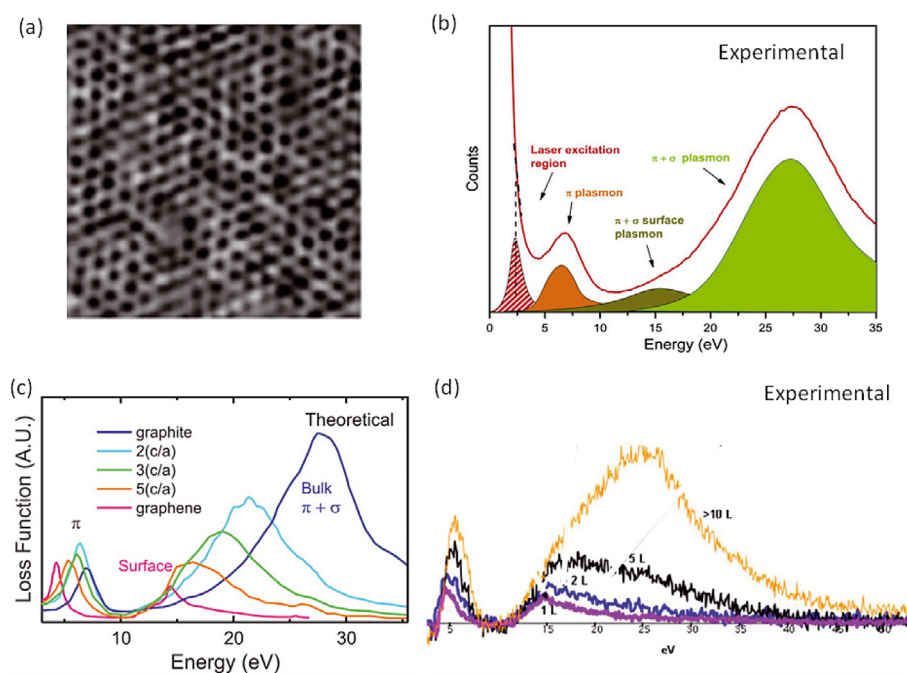 (a)
(b)
Experimental
Laser excitation
region
π plasmon
π + σ surface
plasmon
π + σ plasmon
Counts
0 5 10 15 20 25 30 35
Energy (eV)
(c)
Theoretical
graphite
2(c/a)
3(c/a)
5(c/a)
graphene
π
Surface
Bulk
π + σ
Loss Function (A.U.)
10 20 30
Energy (eV)
(d)
Experimental
>10 L
5 L
2 L
1 L
5 15 20 25 30 35 40 45
eV